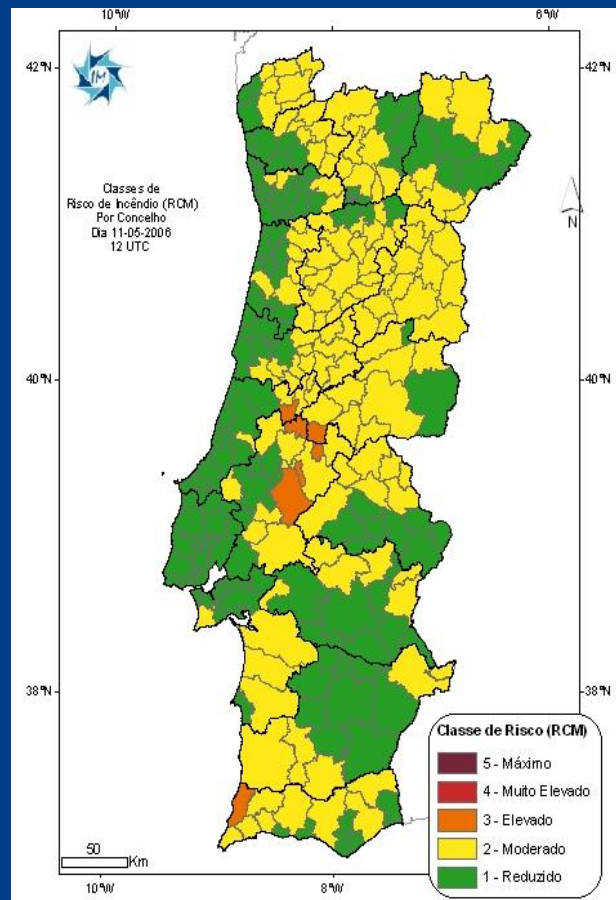 10°W
6°W
42°N
42°N
IM
Classes de
Risco de Incêndio (RCM)
Por Concelho
Dia 11-05-2006
12 UTC
N
40°N
40°N
38°N
38°N
Classe de Risco (RCM)
5 - Máximo
4 - Muito Elevado
3 - Elevado
2 - Moderado
1 - Reduzido
50
Km
10°W
8°W